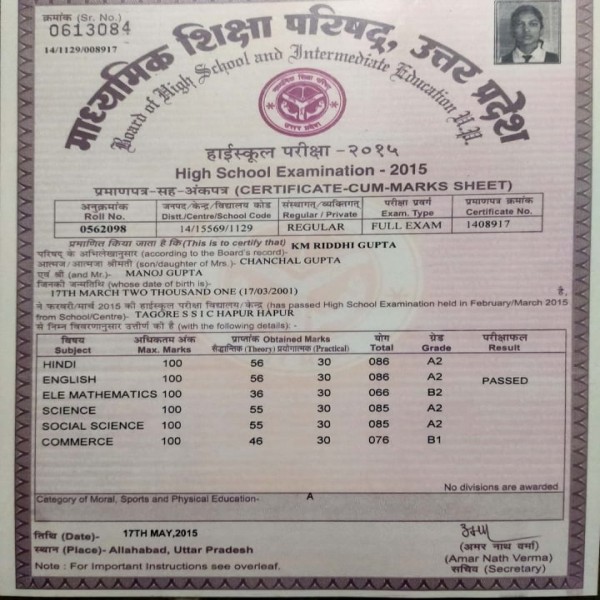 क्रमांक (Sr. No.)
0613084
14/1129/008917
माध्यमिक शिक्षा परिषद्, उत्तर प्रदेश
Board of High School and Intermediate Education U.P.
माध्यमिक शिक्षा परिषद्
उत्तर प्रदेश
हाईस्कूल परीक्षा -२०१५
High School Examination - 2015
प्रमाणपत्र-सह-अंकपत्र (CERTIFICATE-CUM-MARKS SHEET)
अनुक्रमांक जनपद/केन्द्र/विद्यालय कोड संस्थागत/व्यक्तिगत परीक्षा प्रवर्ग प्रमाणपत्र क्रमांक
Roll No. Distt./Centre/School Code Regular / Private Exam. Type Certificate No.
0562098 14/15569/1129 REGULAR FULL EXAM 1408917
प्रमाणित किया जाता है कि(This is to certify that) KM RIDDHI GUPTA
परिषद के अभिलेखानुसार (according to the Board's record)-
आत्मज/आत्मजा श्रीमती (son/daughter of Mrs.) CHANCHAL GUPTA
एवं श्री (and Mr.)- MANOJ GUPTA
जिनकी जन्मतिथि (whose date of birth is)-
17TH MARCH TWO THOUSAND ONE (17/03/2001) है,
ने फरवरी/मार्च 2015 की हाईस्कूल परीक्षा विद्यालय/केन्द्र (has passed High School Examination held in February/March 2015
from School/Centre)- TAGORE S S I C HAPUR HAPUR
से निम्न विवरणानुसार उत्तीर्ण की है (with the following details) :-
विषय अधिकतम अंक प्राप्तांक Obtained Marks योग ग्रेड परीक्षाफल
Subject Max. Marks सैद्धान्तिक (Theory) प्रयोगात्मक (Practical) Total Grade Result
HINDI 100 56 30 086 A2
ENGLISH 100 56 30 086 A2 PASSED
ELE MATHEMATICS 100 36 30 066 B2
SCIENCE 100 55 30 085 A2
SOCIAL SCIENCE 100 55 30 085 A2
COMMERCE 100 46 30 076 B1
No divisions are awarded
Category of Moral, Sports and Physical Education- A
तिथि (Date)- 17TH MAY,2015
स्थान (Place)- Allahabad, Uttar Pradesh
Note : For Important Instructions see overleaf.
(अमर नाथ वर्मा)
(Amar Nath Verma)
सचिव (Secretary)